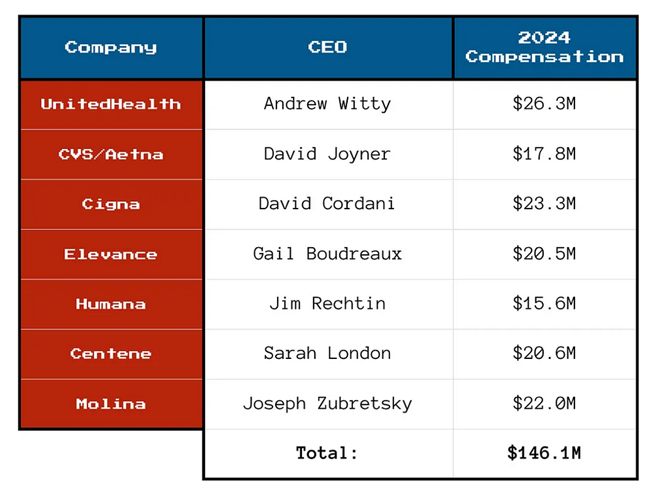 Company CEO 2024 Compensation
UnitedHealth Andrew Witty $26.3M
CVS/Aetna David Joyner $17.8M
Cigna David Cordani $23.3M
Elevance Gail Boudreaux $20.5M
Humana Jim Rechtin $15.6M
Centene Sarah London $20.6M
Molina Joseph Zubretsky $22.0M
Total: $146.1M